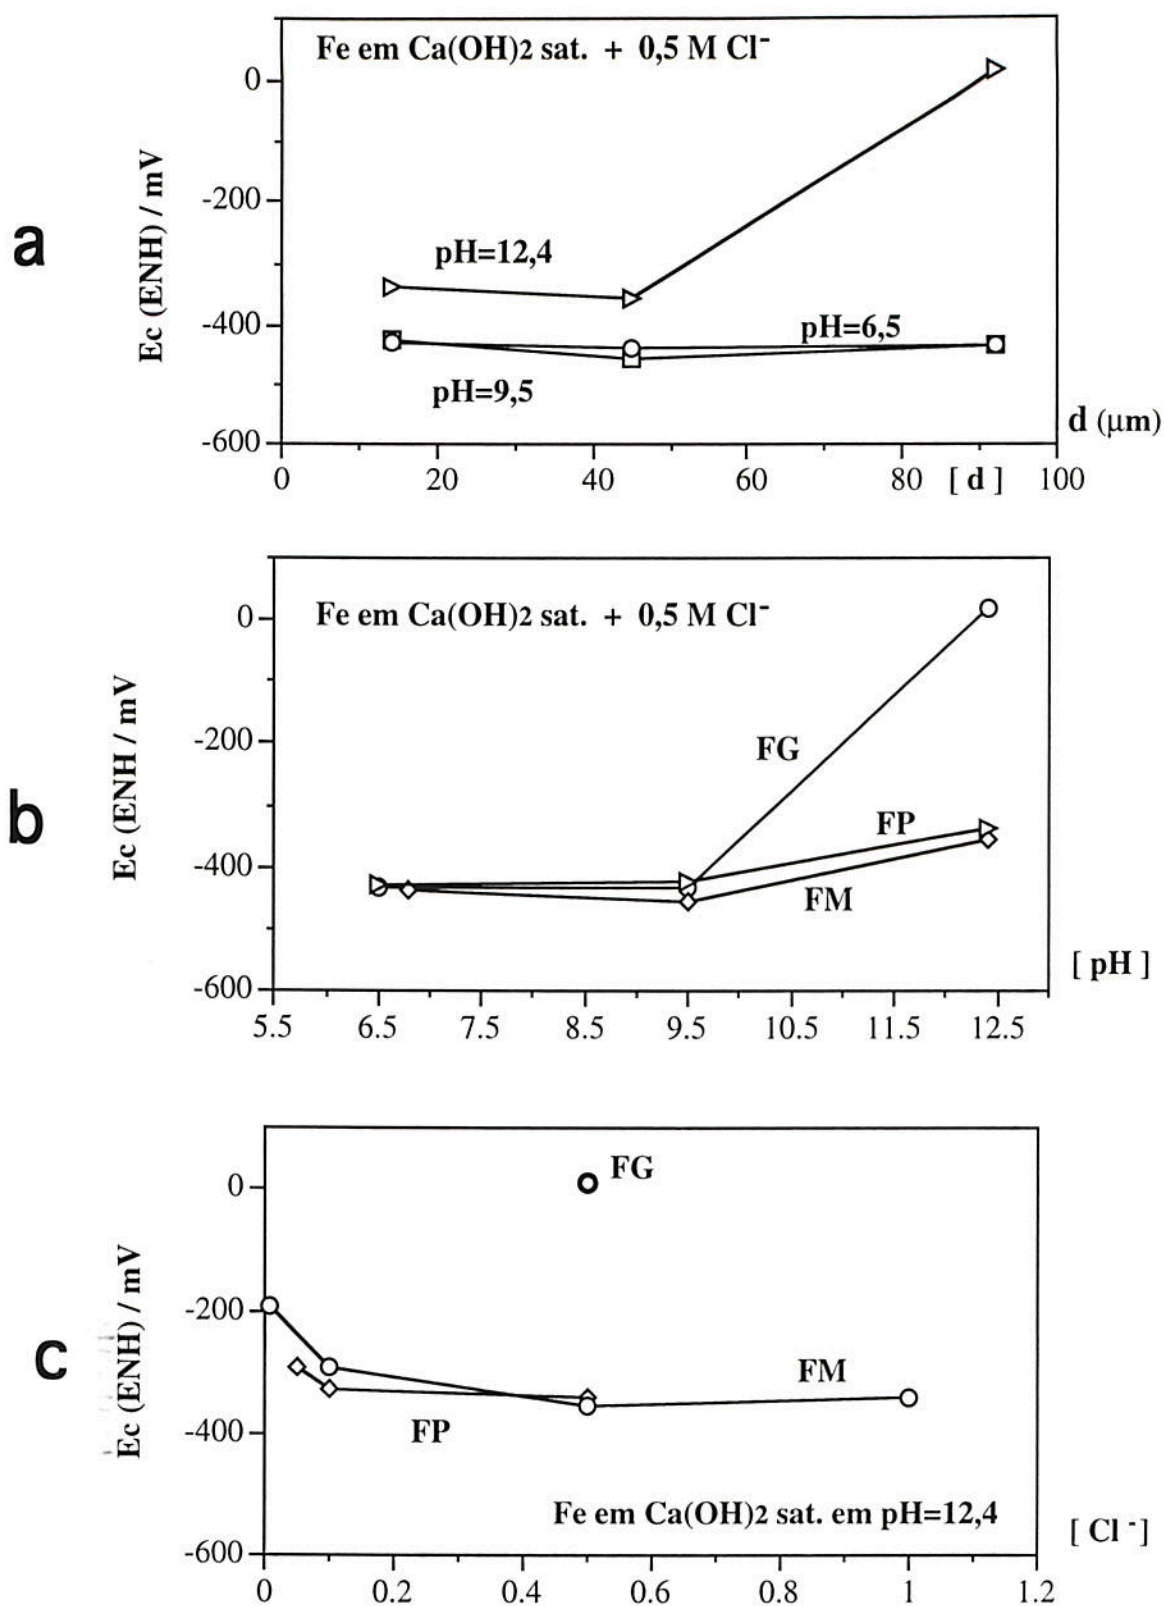 a
Fe em Ca(OH)2 sat. + 0,5 M Cl⁻
Ec (ENH) / mV
0
-200
-400
-600
pH=12,4
pH=6,5
pH=9,5
d (μm)
0 20 40 60 80 [ d ] 100
b
Fe em Ca(OH)2 sat. + 0,5 M Cl⁻
Ec (ENH / mV
0
-200
-400
-600
FG
FP
FM
[ pH ]
5.5 6.5 7.5 8.5 9.5 10.5 11.5 12.5
c
Ec (ENH) / mV
0
-200
-400
-600
FG
FM
FP
Fe em Ca(OH)2 sat. em pH=12,4
[ Cl ⁻ ]
0 0.2 0.4 0.6 0.8 1 1.2